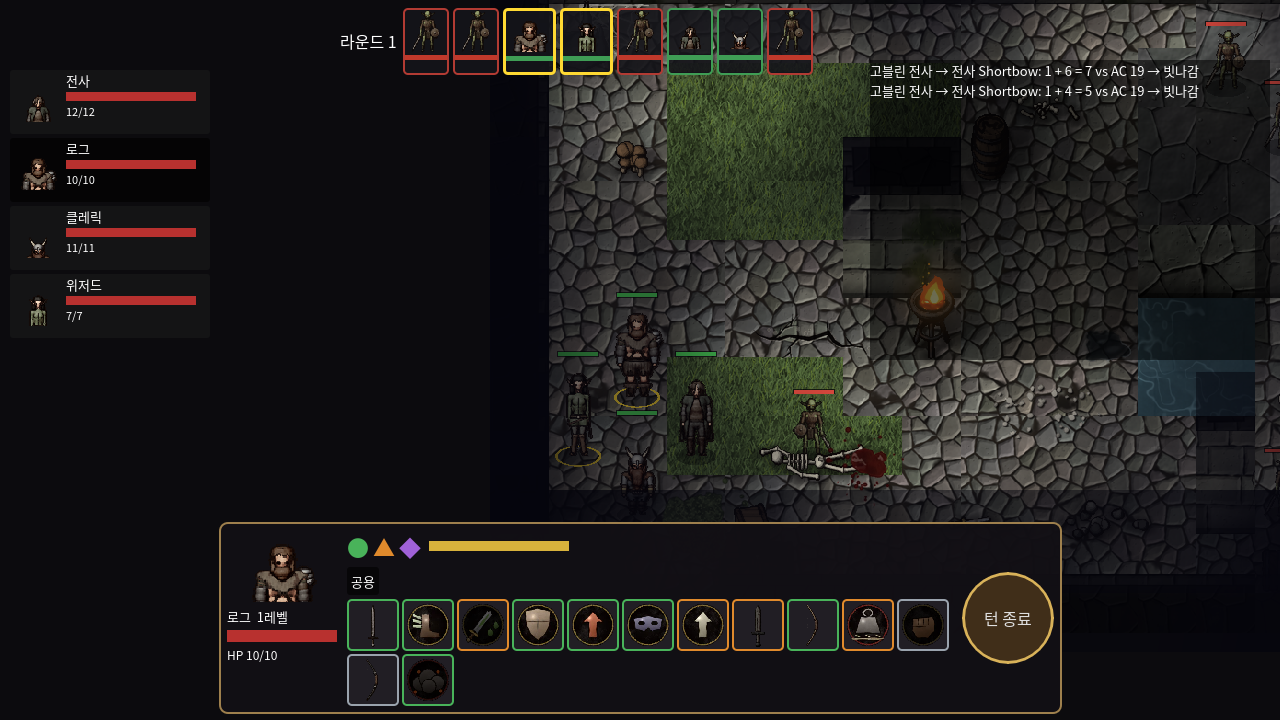 라운드 1
고블린 전사 → 전사 Shortbow: 1 + 6 = 7 vs AC 19 → 빗나감
고블린 전사 → 전사 Shortbow: 1 + 4 = 5 vs AC 19 → 빗나감
전사
12/12
로그
10/10
클레릭
11/11
위저드
7/7
공용
로그 1레벨
HP 10/10
턴 종료